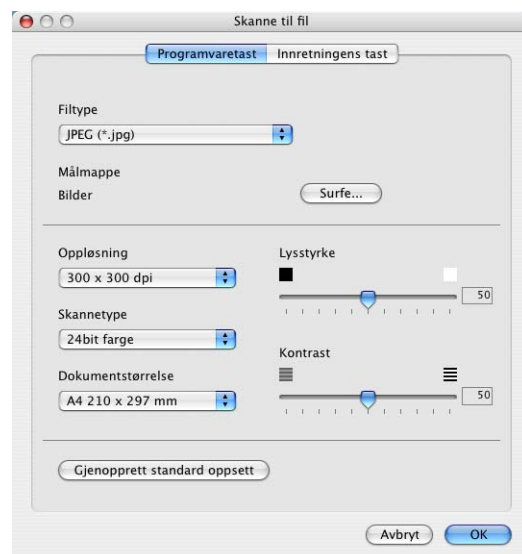 Skanne til fil
Programvaretast Innretningens tast
Filtype
JPEG (*.jpg)
Målmappe
Bilder Surfe...
Oppløsning
300 x 300 dpi
Skannetype
24bit farge
Dokumentstørrelse
A4 210 x 297 mm
Lysstyrke
50
Kontrast
50
Gjenopprett standard oppsett
Avbryt OK